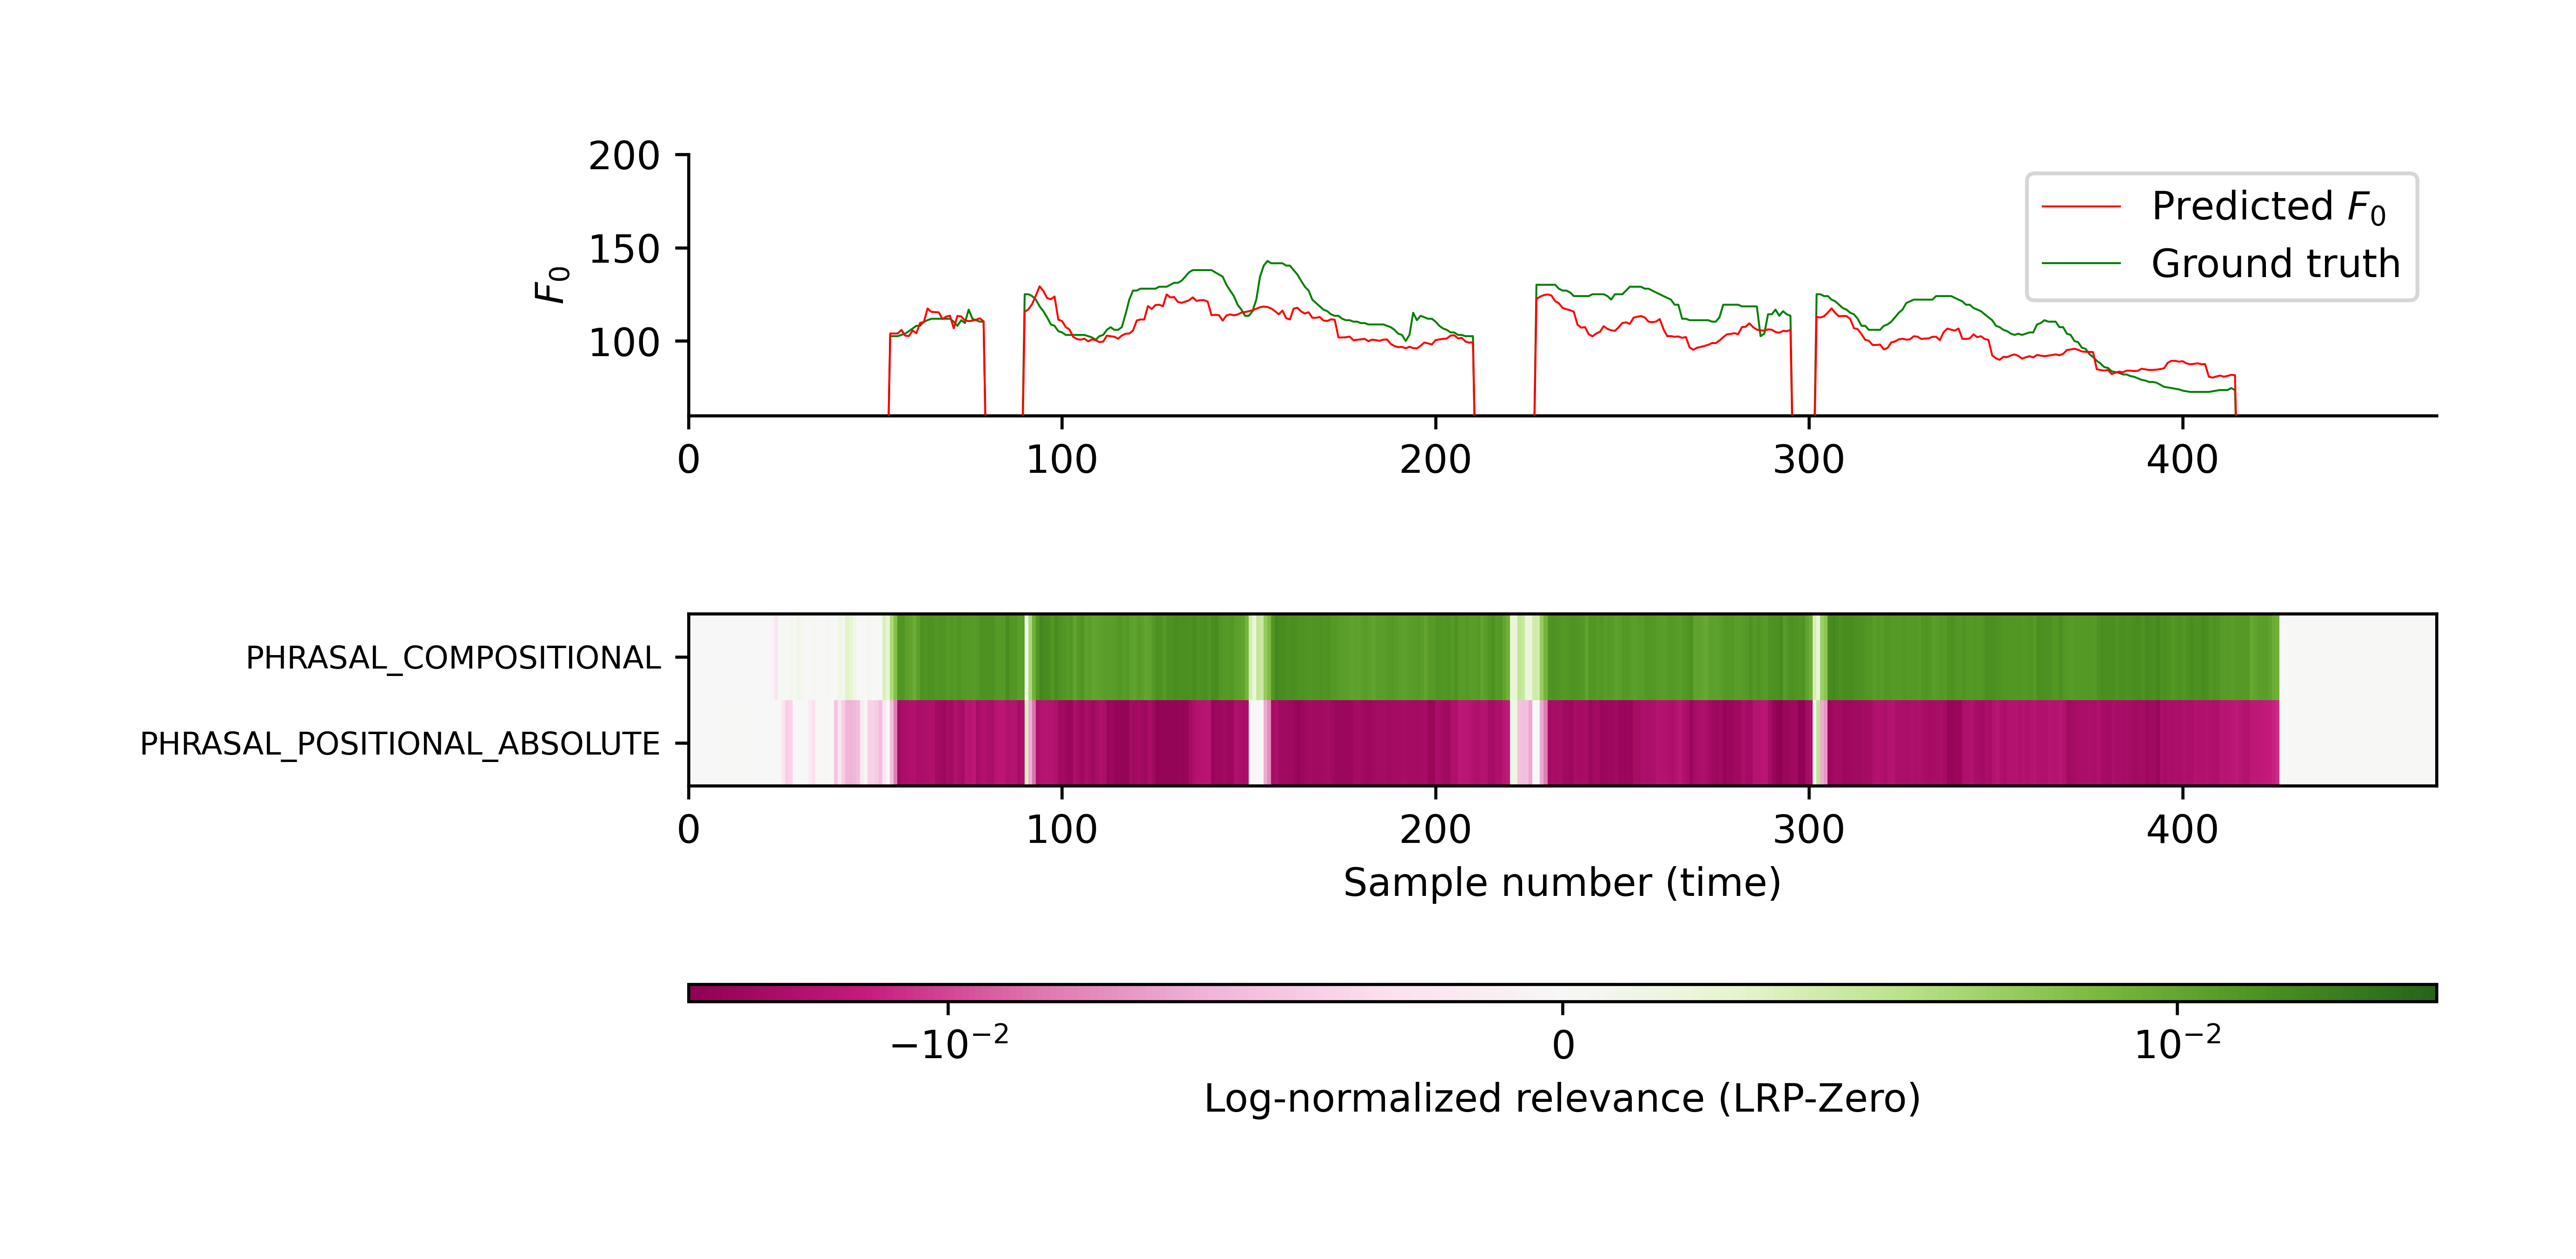 200
150
100
F₀
Predicted F₀
Ground truth
0 100 200 300 400
PHRASAL_COMPOSITIONAL
PHRASAL_POSITIONAL_ABSOLUTE
0 100 200 300 400
Sample number (time)
−10⁻² 0 10⁻²
Log-normalized relevance (LRP-Zero)